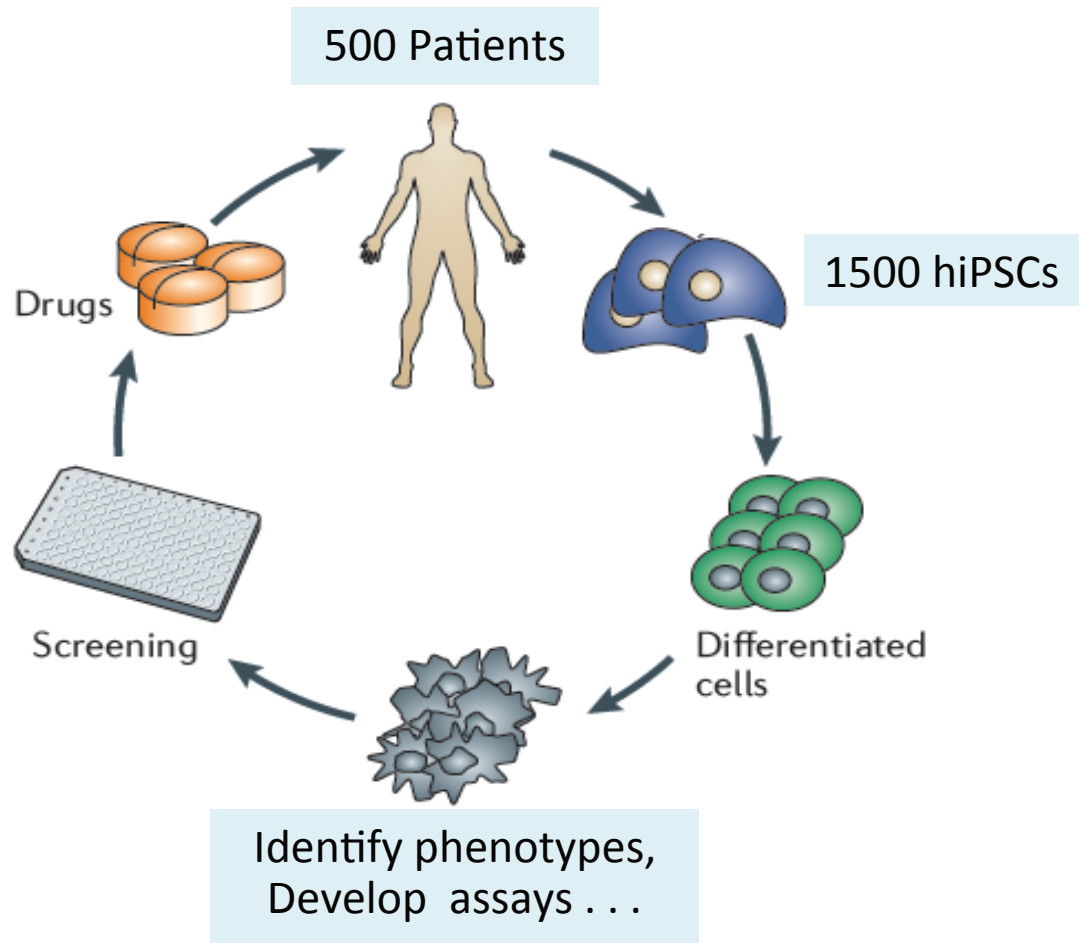 500 Patients
1500 hiPSCs
Drugs
Screening
Differentiated
cells
Identify phenotypes,
Develop assays . . .